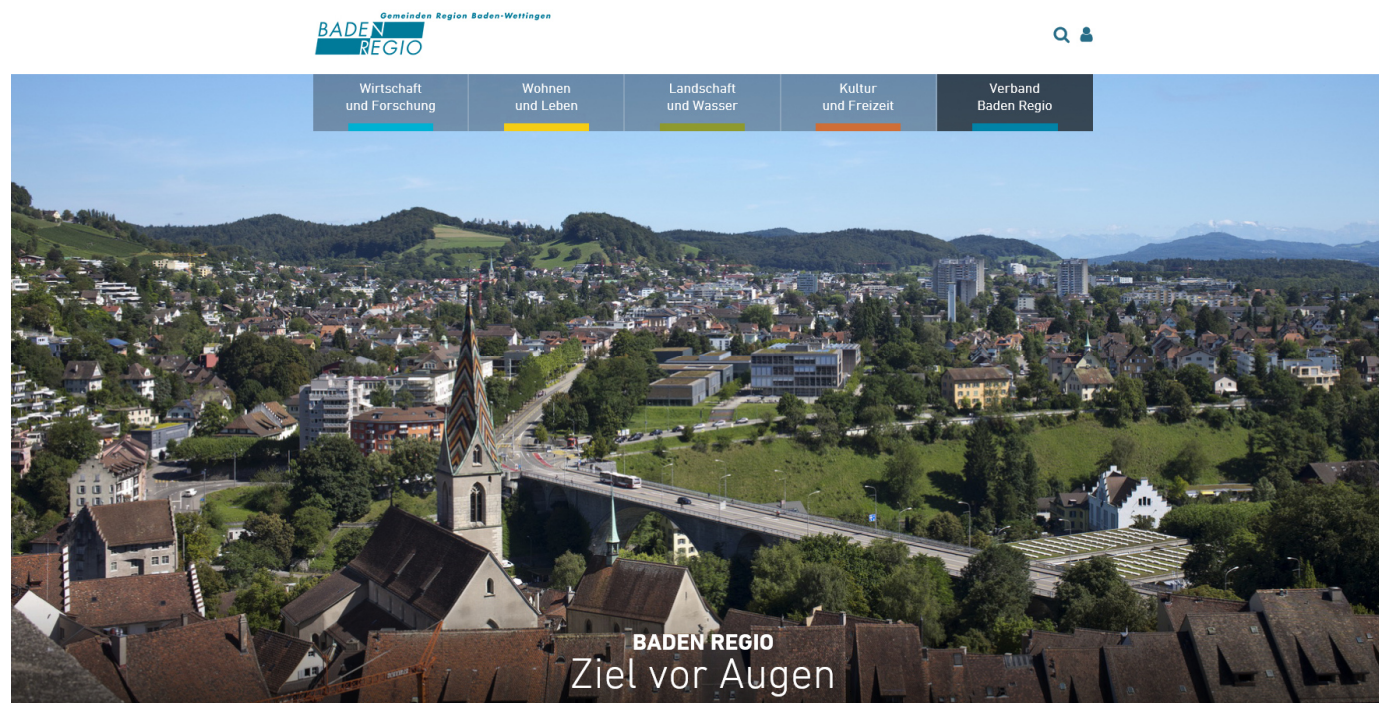 Gemeinden Region Baden-Wettingen
BADEN
REGIO
Wirtschaft
und Forschung
Wohnen
und Leben
Landschaft
und Wasser
Kultur
und Freizeit
Verband
Baden Regio
BADEN REGIO
Ziel vor Augen